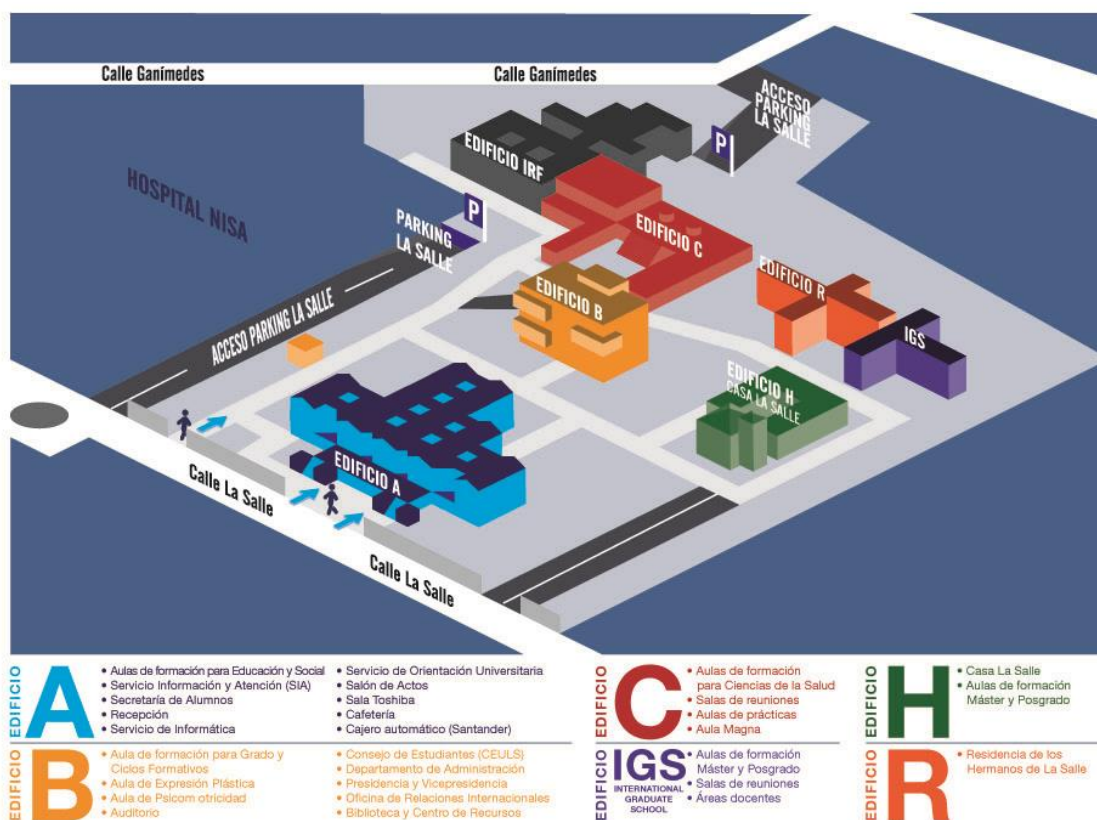 Calle Ganímedes
Calle Ganímedes
ACCESO
PARKING
LA SALLE
P
EDIFICIO IRF
HOSPITAL NISA
P
PARKING
LA SALLE
EDIFICIO C
EDIFICIO R
IGS
EDIFICIO B
ACCESO PARKING LA SALLE
EDIFICIO H
CASA LA SALLE
EDIFICIO A
Calle La Salle
Calle La Salle
EDIFICIO
A
• Aulas de formación para Educación y Social
• Servicio Información y Atención (SIA)
• Secretaría de Alumnos
• Recepción
• Servicio de Informática
• Servicio de Orientación Universitaria
• Salón de Actos
• Sala Toshiba
• Cafetería
• Cajero automático (Santander)
EDIFICIO
B
• Aula de formación para Grado y
Ciclos Formativos
• Aula de Expresión Plástica
• Aula de Psicom otricidad
• Auditorio
• Consejo de Estudiantes (CEULS)
• Departamento de Administración
• Presidencia y Vicepresidencia
• Oficina de Relaciones Internacionales
• Biblioteca y Centro de Recursos
EDIFICIO
C
• Aulas de formación
para Ciencias de la Salud
• Salas de reuniones
• Aulas de prácticas
• Aula Magna
EDIFICIO
IGS
INTERNATIONAL
GRADUATE
SCHOOL
• Aulas de formación
Máster y Posgrado
• Salas de reuniones
• Áreas docentes
EDIFICIO
H
• Casa La Salle
• Aulas de formación
Máster y Posgrado
EDIFICIO
R
• Residencia de los
Hermanos de La Salle